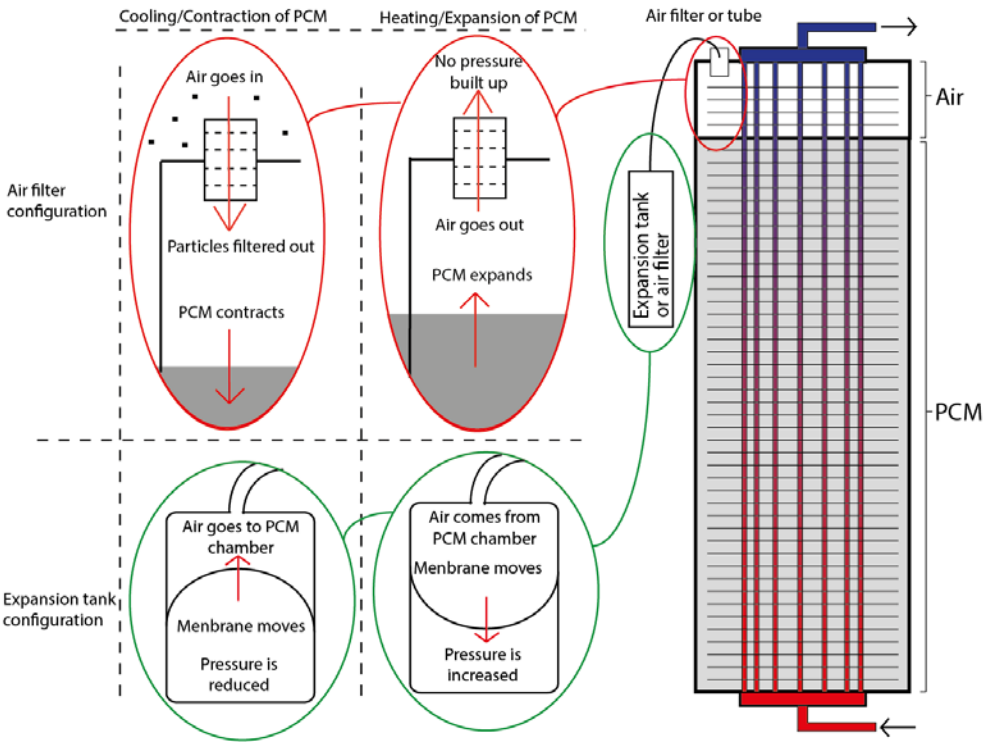 Cooling/Contraction of PCM
Heating/Expansion of PCM
Air filter or tube
Air goes in
No pressure
built up
Air
Air filter
configuration
Particles filtered out
Air goes out
PCM contracts
PCM expands
Expansion tank
or air filter
PCM
Expansion tank
configuration
Air goes to PCM
chamber
Menbrane moves
Pressure is
reduced
Air comes from
PCM chamber
Menbrane moves
Pressure is
increased